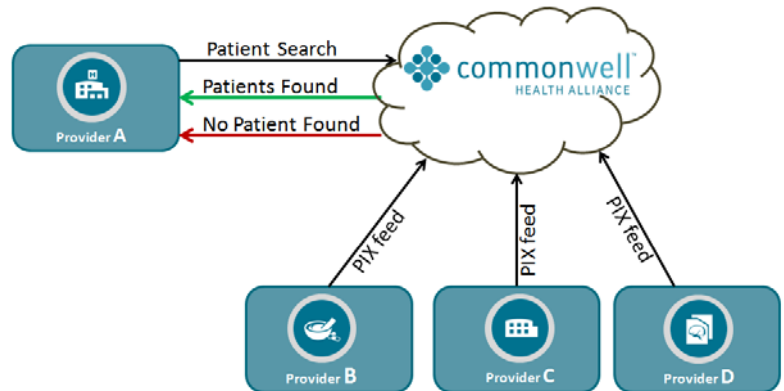 Patient Search
Patients Found
No Patient Found
H
Provider A
commonwell™
HEALTH ALLIANCE
PIX feed
PIX feed
PIX feed
Provider B
Provider C
Provider D